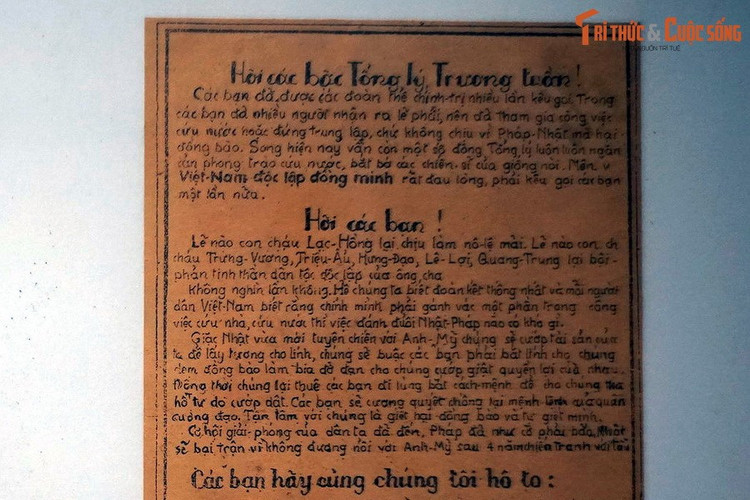 TRI THỨC & CUỘC SỐNG
Hỡi các bậc Tổng lý, Trương tuần!
Các bạn đã được các đoàn thể chính-trị nhiều lần kêu gọi. Trong
các bạn đã nhiều người nhận ra lẽ phải, nên đã tham gia công việc
cứu nước hoặc đứng trung lập, chứ không chịu vì Pháp-Nhật mà hại
đồng bào. Song hiện nay vẫn còn một số đông Tổng lý luôn luôn ngăn
cản phong trào cứu nước, bắt bớ các chiến-sĩ của giống nòi.
Việt-Nam độc lập đồng minh rất đau lòng, phải kêu gọi các bạn
một lần nữa.
Hỡi các bạn!
Lẽ nào con cháu Lạc-Hồng lại chịu làm nô-lệ mãi. Lẽ nào con
cháu Trưng-Vương, Triệu-Ẩu, Hưng-Đạo, Lê-Lợi, Quang-Trung lại bội-
phản tinh thần dân tộc độc lập của ông cha.
Không nghìn lần không. Hễ chúng ta biết đoàn kết thống nhất và mỗi người
dân Việt-Nam biết rằng chính mình phải gánh vác một phần trong công
việc cứu nhà, cứu nước thì việc đánh đuổi Nhật-Pháp nào có khó gì.
Giặc Nhật vừa mới tuyên chiến với Anh-Mỹ chúng sẽ cướp tài sản của
ta để lấy lương cho lính, chúng sẽ buộc các bạn phải bắt lính cho chúng
đem đồng bào làm bia đỡ đạn cho chúng cướp giật quyền lợi của nhau.
Đồng thời chúng lại thuê các bạn đi lùng bắt cách-mệnh để cho chúng tha
hồ tự do cướp dật. Các bạn sẽ cương quyết chống lại mệnh lệnh của quân
cường đạo. Tận tâm với chúng là giết hại đồng bào và tự giết mình.
Cơ hội giải-phóng của dân ta đã đến, Pháp đã như cỏ phải bão, Nhật
sẽ bại trận vì không đương nổi với Anh-Mỹ sau 4 năm chiến tranh với Tầu
Các bạn hãy cùng chúng tôi hô to: